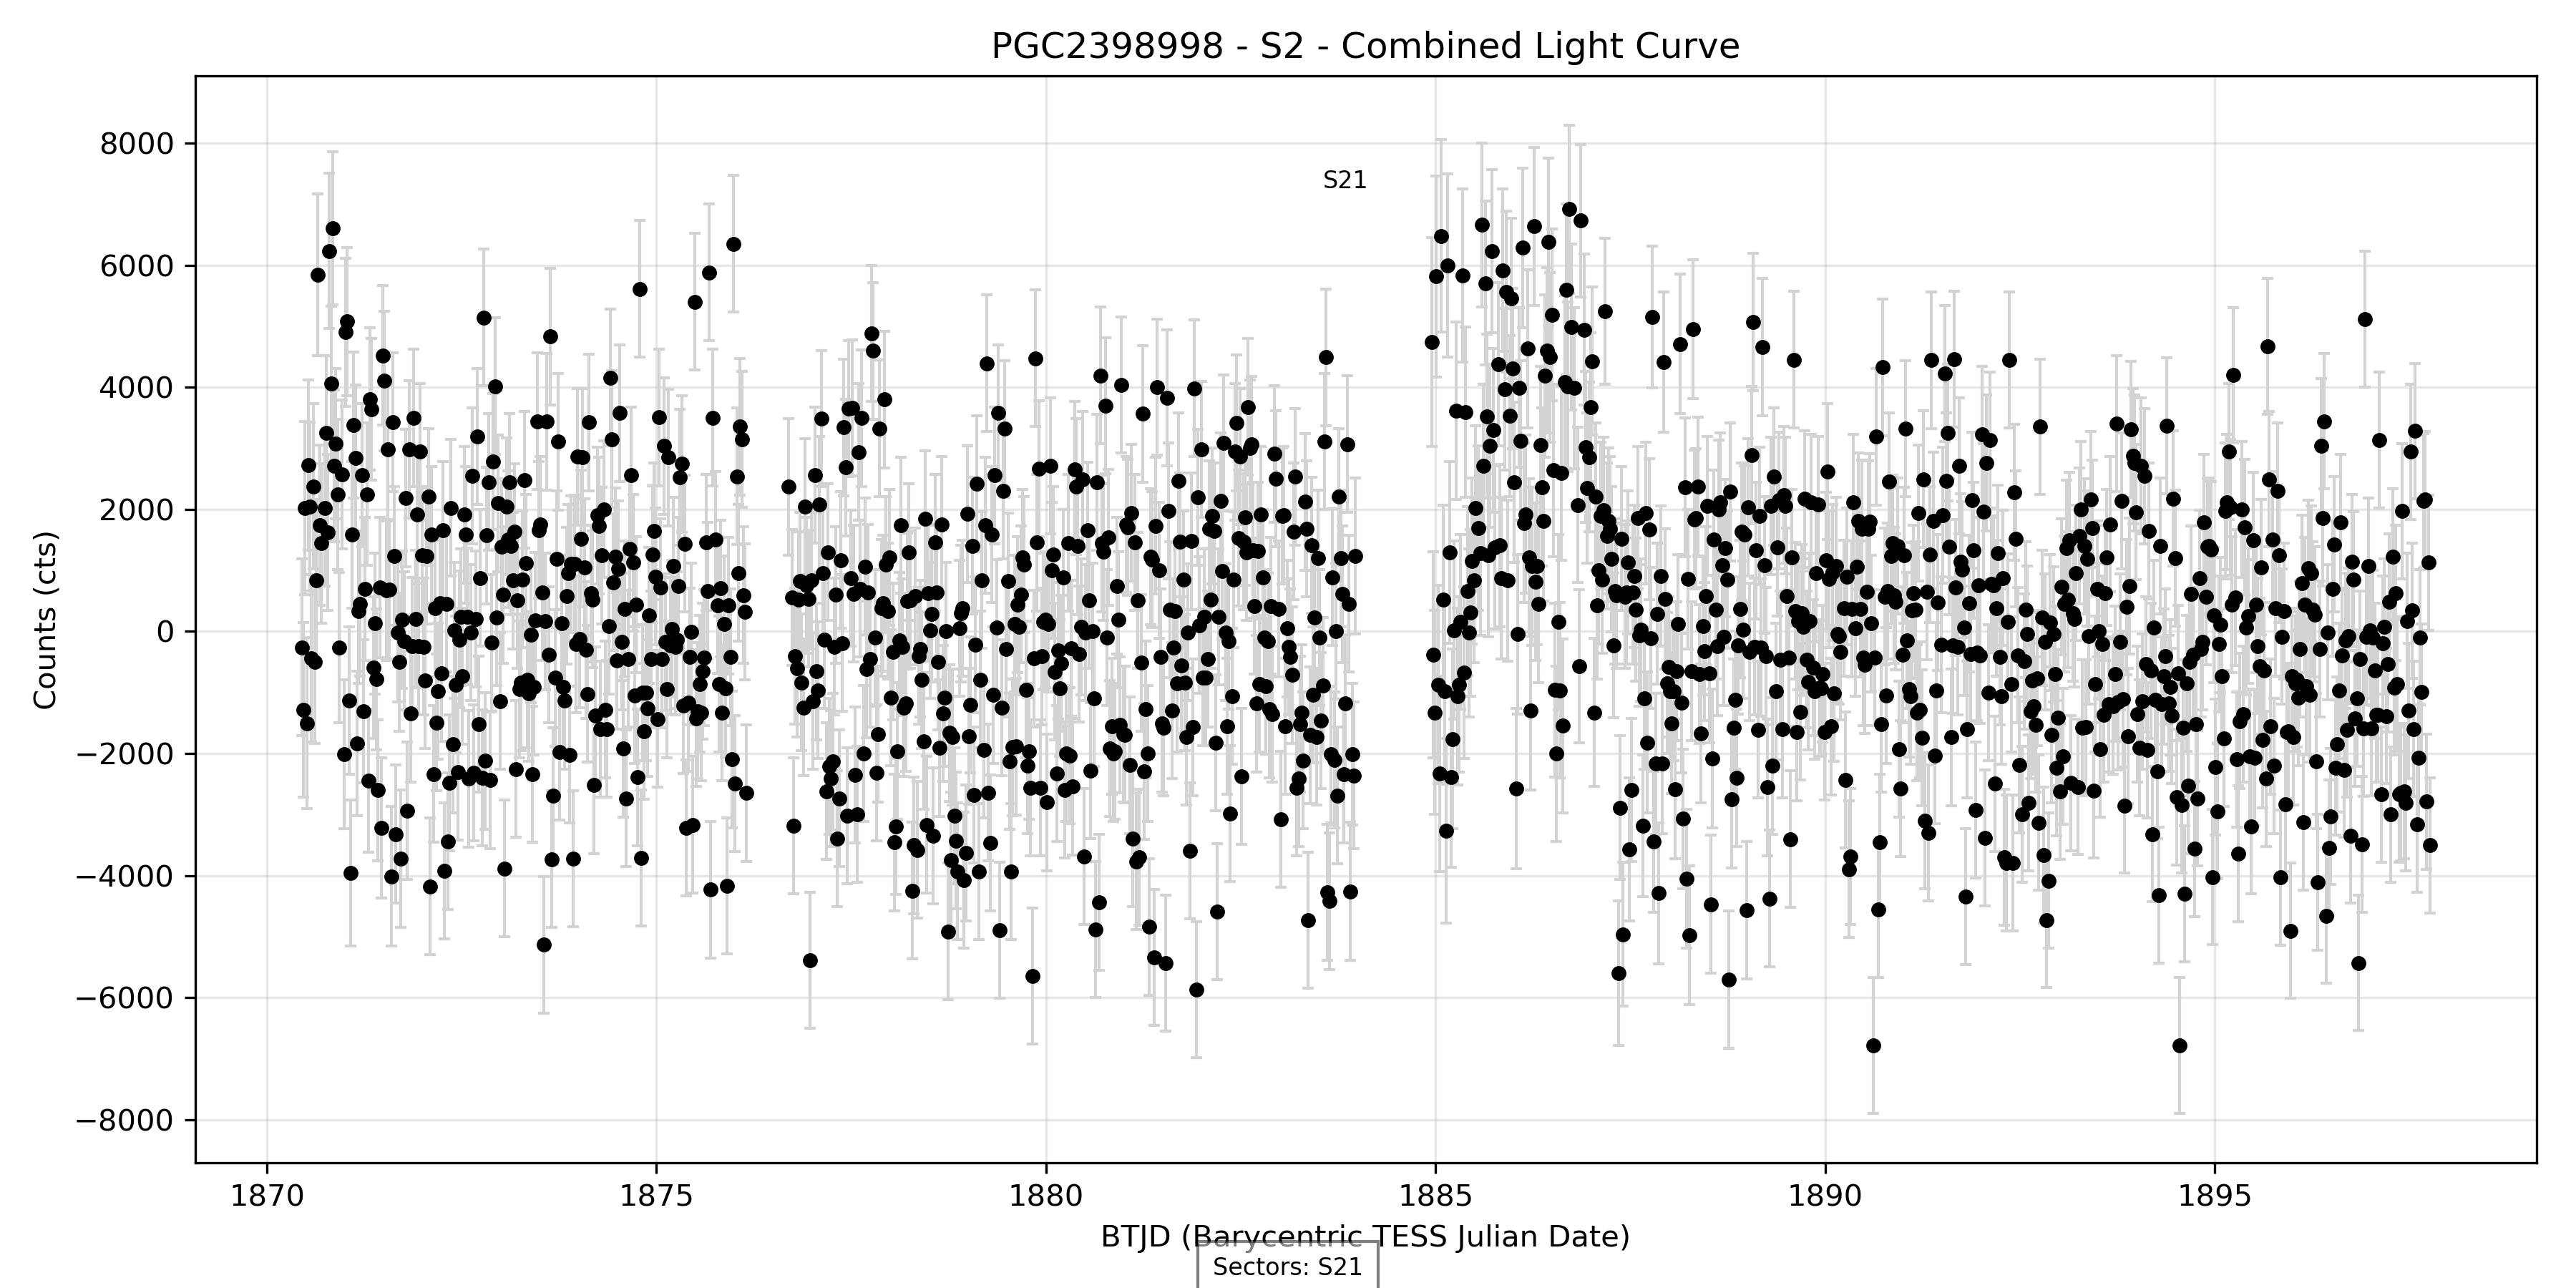 PGC2398998 - S2 - Combined Light Curve
S21
8000
6000
4000
2000
0
−2000
−4000
−6000
−8000
Counts (cts)
1870 1875 1880 1885 1890 1895
BTJD (Barycentric TESS Julian Date)
Sectors: S21